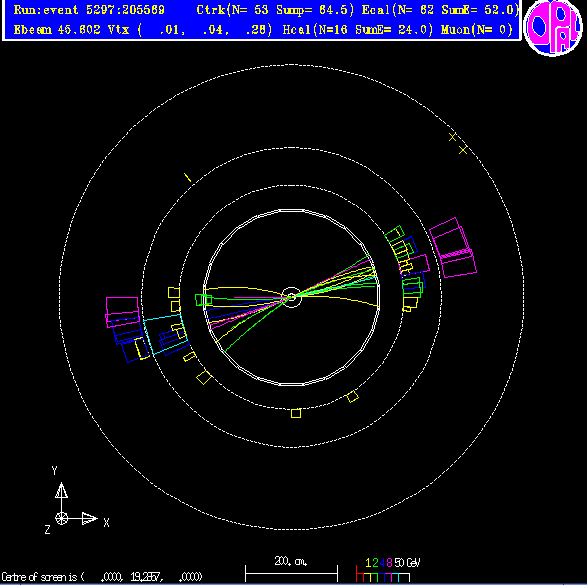 Run:event 5297:205569 Ctrk(N= 53 Sump= 64.5) Ecal(N= 62 SumE= 52.0)
Ebeam 45.602 Vtx ( .01, .04, .28) Hcal(N=16 SumE= 24.0) Muon(N= 0)
OPAL
Y
X
Z
200. cm.
1 2 4 8 50 GeV
Centre of screen is ( .0000, 19.2857, .0000)